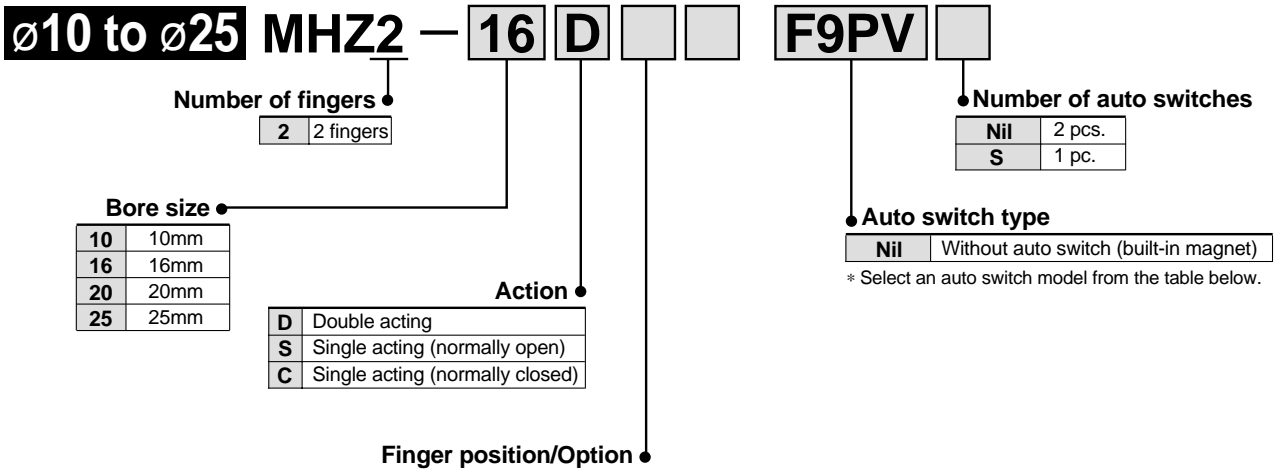 ø10 to ø25 MHZ2 — 16 D F9PV
Number of fingers
2 2 fingers
Number of auto switches
Nil 2 pcs.
S 1 pc.
Bore size
10 10mm
16 16mm
20 20mm
25 25mm
Auto switch type
Nil Without auto switch (built-in magnet)
* Select an auto switch model from the table below.
Action
D Double acting
S Single acting (normally open)
C Single acting (normally closed)
Finger position/Option